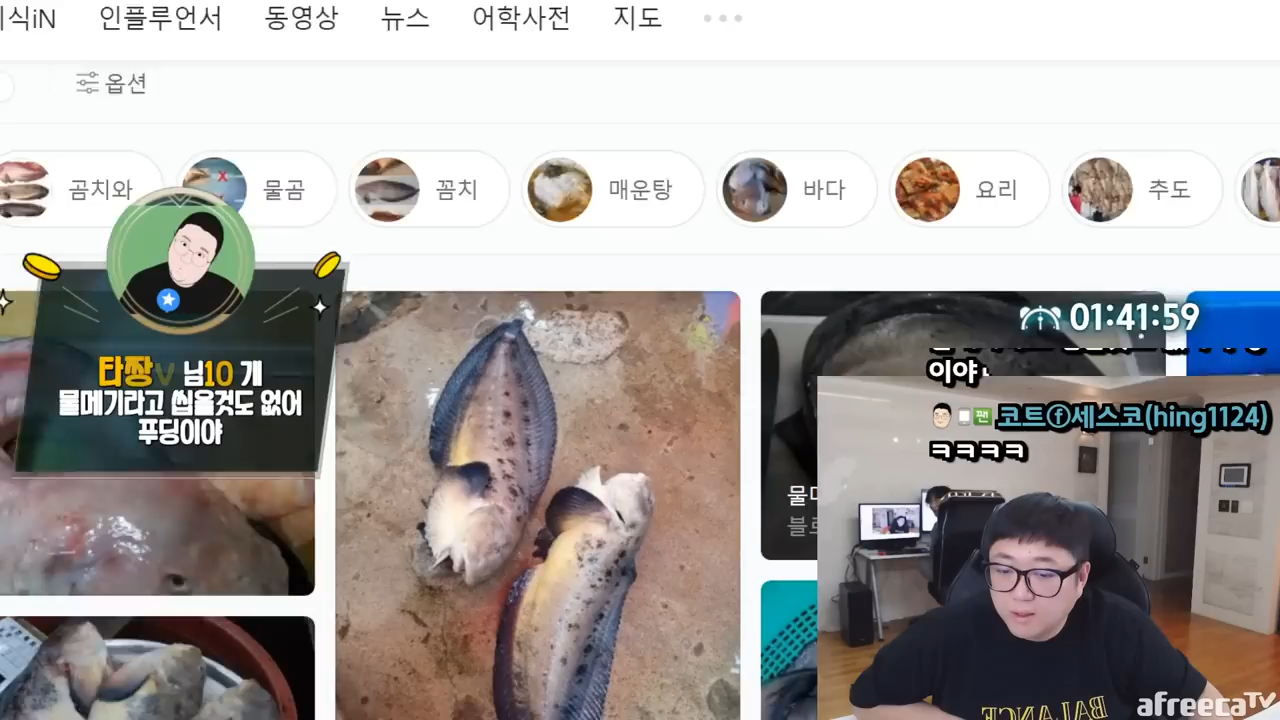 식iN 인플루언서 동영상 뉴스 어학사전 지도
옵션
곰치와 물곰 꼼치 매운탕 바다 요리 추도
01:41:59
이야
타짱V 님10 개
물메기라고 씹을것도 없어
푸딩이야
코트ⓕ세스코(hing1124)
ㅋㅋㅋㅋ
BALANCE
afreecaTV